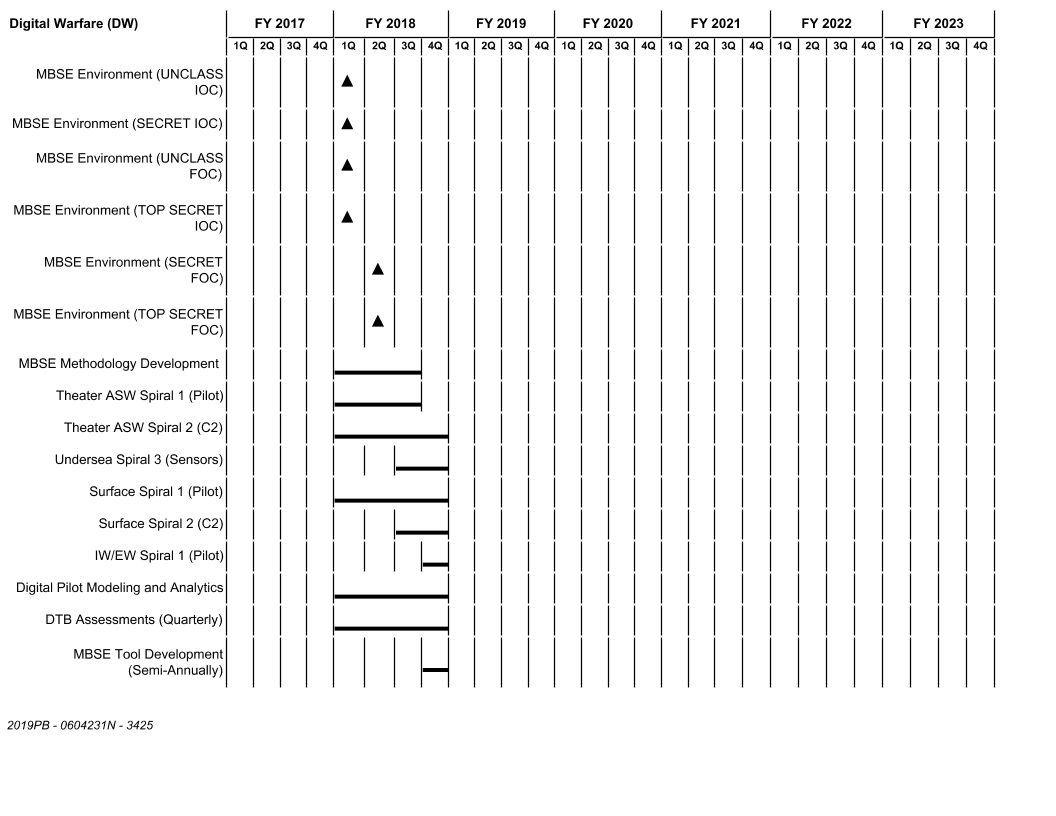 Digital Warfare (DW) FY 2017 FY 2018 FY 2019 FY 2020 FY 2021 FY 2022 FY 2023
1Q 2Q 3Q 4Q 1Q 2Q 3Q 4Q 1Q 2Q 3Q 4Q 1Q 2Q 3Q 4Q 1Q 2Q 3Q 4Q 1Q 2Q 3Q 4Q 1Q 2Q 3Q 4Q
MBSE Environment (UNCLASS
IOC)
MBSE Environment (SECRET IOC)
MBSE Environment (UNCLASS
FOC)
MBSE Environment (TOP SECRET
IOC)
MBSE Environment (SECRET
FOC)
MBSE Environment (TOP SECRET
FOC)
MBSE Methodology Development
Theater ASW Spiral 1 (Pilot)
Theater ASW Spiral 2 (C2)
Undersea Spiral 3 (Sensors)
Surface Spiral 1 (Pilot)
Surface Spiral 2 (C2)
IW/EW Spiral 1 (Pilot)
Digital Pilot Modeling and Analytics
DTB Assessments (Quarterly)
MBSE Tool Development
(Semi-Annually)
2019PB - 0604231N - 3425